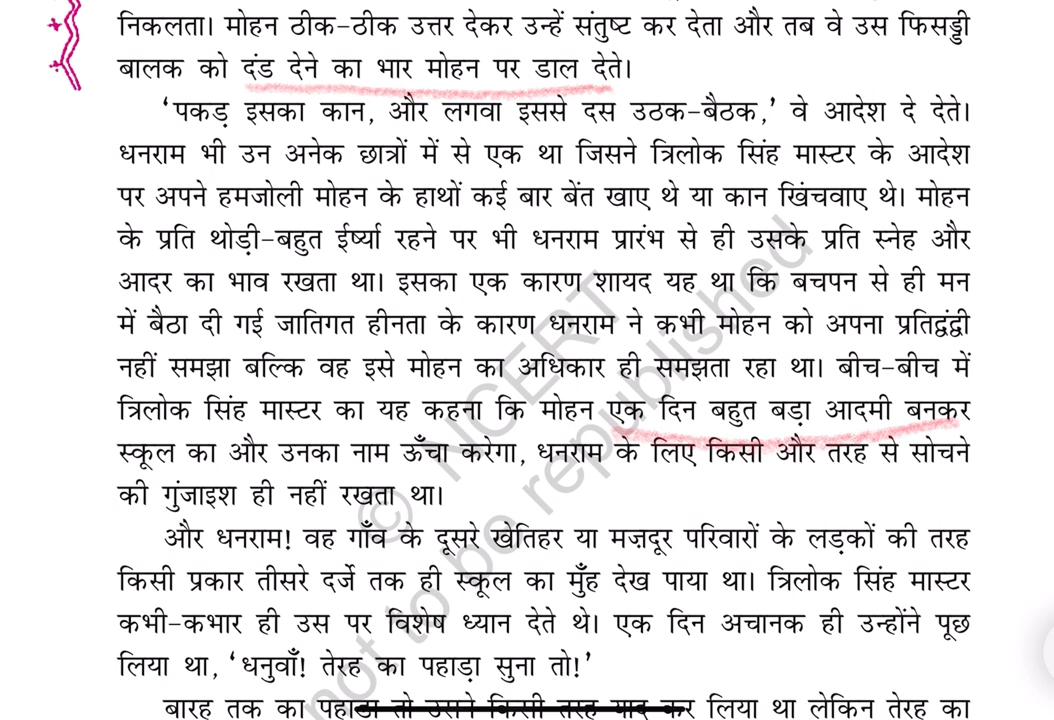 निकलता। मोहन ठीक-ठीक उत्तर देकर उन्हें संतुष्ट कर देता और तब वे उस फिसड्डी
बालक को दंड देने का भार मोहन पर डाल देते।
'पकड़ इसका कान, और लगवा इससे दस उठक-बैठक,' वे आदेश दे देते।
धनराम भी उन अनेक छात्रों में से एक था जिसने त्रिलोक सिंह मास्टर के आदेश
पर अपने हमजोली मोहन के हाथों कई बार बेंत खाए थे या कान खिंचवाए थे। मोहन
के प्रति थोड़ी-बहुत ईर्ष्या रहने पर भी धनराम प्रारंभ से ही उसके प्रति स्नेह और
आदर का भाव रखता था। इसका एक कारण शायद यह था कि बचपन से ही मन
में बैठा दी गई जातिगत हीनता के कारण धनराम ने कभी मोहन को अपना प्रतिद्वंद्वी
नहीं समझा बल्कि वह इसे मोहन का अधिकार ही समझता रहा था। बीच-बीच में
त्रिलोक सिंह मास्टर का यह कहना कि मोहन एक दिन बहुत बड़ा आदमी बनकर
स्कूल का और उनका नाम ऊँचा करेगा, धनराम के लिए किसी और तरह से सोचने
की गुंजाइश ही नहीं रखता था।
और धनराम! वह गाँव के दूसरे खेतिहर या मज़दूर परिवारों के लड़कों की तरह
किसी प्रकार तीसरे दर्जे तक ही स्कूल का मुँह देख पाया था। त्रिलोक सिंह मास्टर
कभी-कभार ही उस पर विशेष ध्यान देते थे। एक दिन अचानक ही उन्होंने पूछ
लिया था, 'धनुवाँ! तेरह का पहाड़ा सुना तो!'
बारह तक का पहाड़ा तो उसने किसी तरह याद कर लिया था लेकिन तेरह का
© NCERT
not to be republished